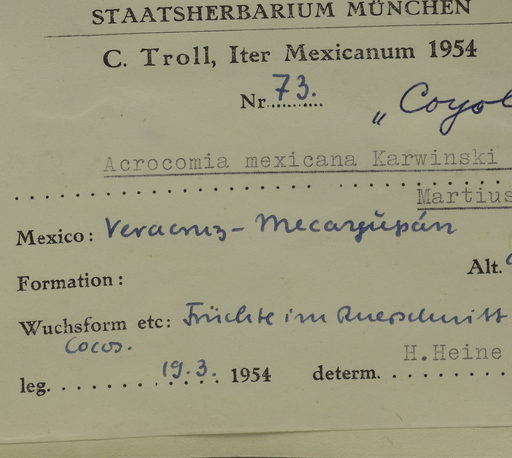 STAATSHERBARIUM MÜNCHEN
C. Troll, Iter Mexicanum 1954
Nr. 73.
„Coyol
Acrocomia mexicana Karwinski
Martius
Mexico: Veracruz –
Formation:
Alt.
Wuchsform etc: Früchte im Querschnitt
Cocos.
H. Heine
leg. 19.3. 1954 determ.